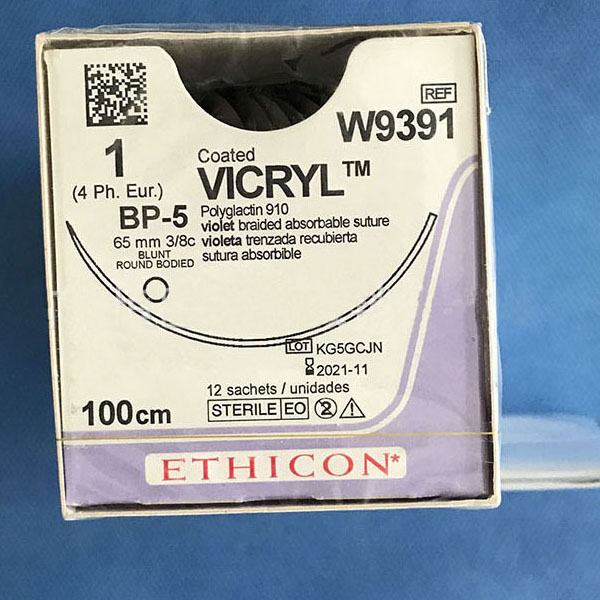 REF
W9391
1
(4 Ph. Eur.)
Coated
VICRYL™
BP-5
Polyglactin 910
65 mm 3/8c
violet braided absorbable suture
BLUNT
ROUND BODIED
violeta trenzada recubierta
sutura absorbible
LOT KG5GCJN
2021-11
12 sachets / unidades
100cm
STERILE EO 2
ETHICON*